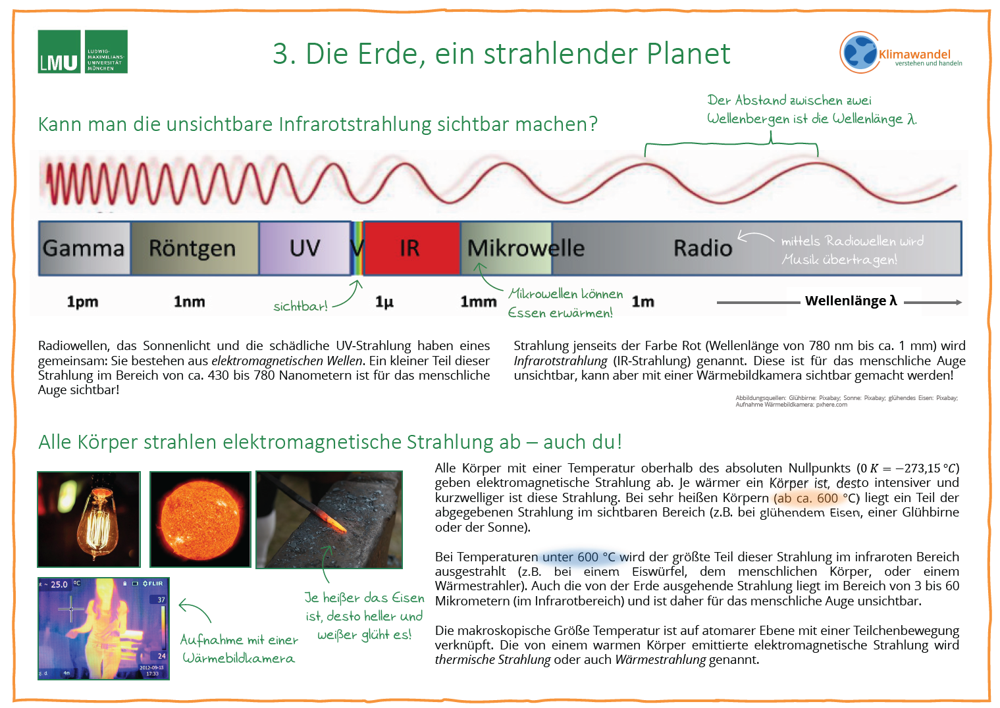 LMU
LUDWIG-
MAXIMILIANS-
UNIVERSITÄT
MÜNCHEN
3. Die Erde, ein strahlender Planet
Klimawandel
verstehen und handeln
Kann man die unsichtbare Infrarotstrahlung sichtbar machen?
Der Abstand zwischen zwei
Wellenbergen ist die Wellenlänge λ.
Gamma Röntgen UV V IR Mikrowelle Radio
mittels Radiowellen wird
Musik übertragen!
1pm 1nm 1µ 1mm 1m Wellenlänge λ
sichtbar!
Mikrowellen können
Essen erwärmen!
Radiowellen, das Sonnenlicht und die schädliche UV-Strahlung haben eines
gemeinsam: Sie bestehen aus elektromagnetischen Wellen. Ein kleiner Teil dieser
Strahlung im Bereich von ca. 430 bis 780 Nanometern ist für das menschliche
Auge sichtbar!
Strahlung jenseits der Farbe Rot (Wellenlänge von 780 nm bis ca. 1 mm) wird
Infrarotstrahlung (IR-Strahlung) genannt. Diese ist für das menschliche Auge
unsichtbar, kann aber mit einer Wärmebildkamera sichtbar gemacht werden!
Abbildungsquellen: Glühbirne: Pixabay; Sonne: Pixabay; glühendes Eisen: Pixabay;
Aufnahme Wärmebildkamera: pxhere.com
Alle Körper strahlen elektromagnetische Strahlung ab – auch du!
~ 25.0 °C
FLIR
37
24
2012-09-15
17:33
4m
Aufnahme mit einer
Wärmebildkamera
Je heißer das Eisen
ist, desto heller und
weißer glüht es!
Alle Körper mit einer Temperatur oberhalb des absoluten Nullpunkts (0 K = −273,15 °C)
geben elektromagnetische Strahlung ab. Je wärmer ein Körper ist, desto intensiver und
kurzwelliger ist diese Strahlung. Bei sehr heißen Körpern (ab ca. 600 °C) liegt ein Teil der
abgegebenen Strahlung im sichtbaren Bereich (z.B. bei glühendem Eisen, einer Glühbirne
oder der Sonne).
Bei Temperaturen unter 600 °C wird der größte Teil dieser Strahlung im infraroten Bereich
ausgestrahlt (z.B. bei einem Eiswürfel, dem menschlichen Körper, oder einem
Wärmestrahler). Auch die von der Erde ausgehende Strahlung liegt im Bereich von 3 bis 60
Mikrometern (im Infrarotbereich) und ist daher für das menschliche Auge unsichtbar.
Die makroskopische Größe Temperatur ist auf atomarer Ebene mit einer Teilchenbewegung
verknüpft. Die von einem warmen Körper emittierte elektromagnetische Strahlung wird
thermische Strahlung oder auch Wärmestrahlung genannt.